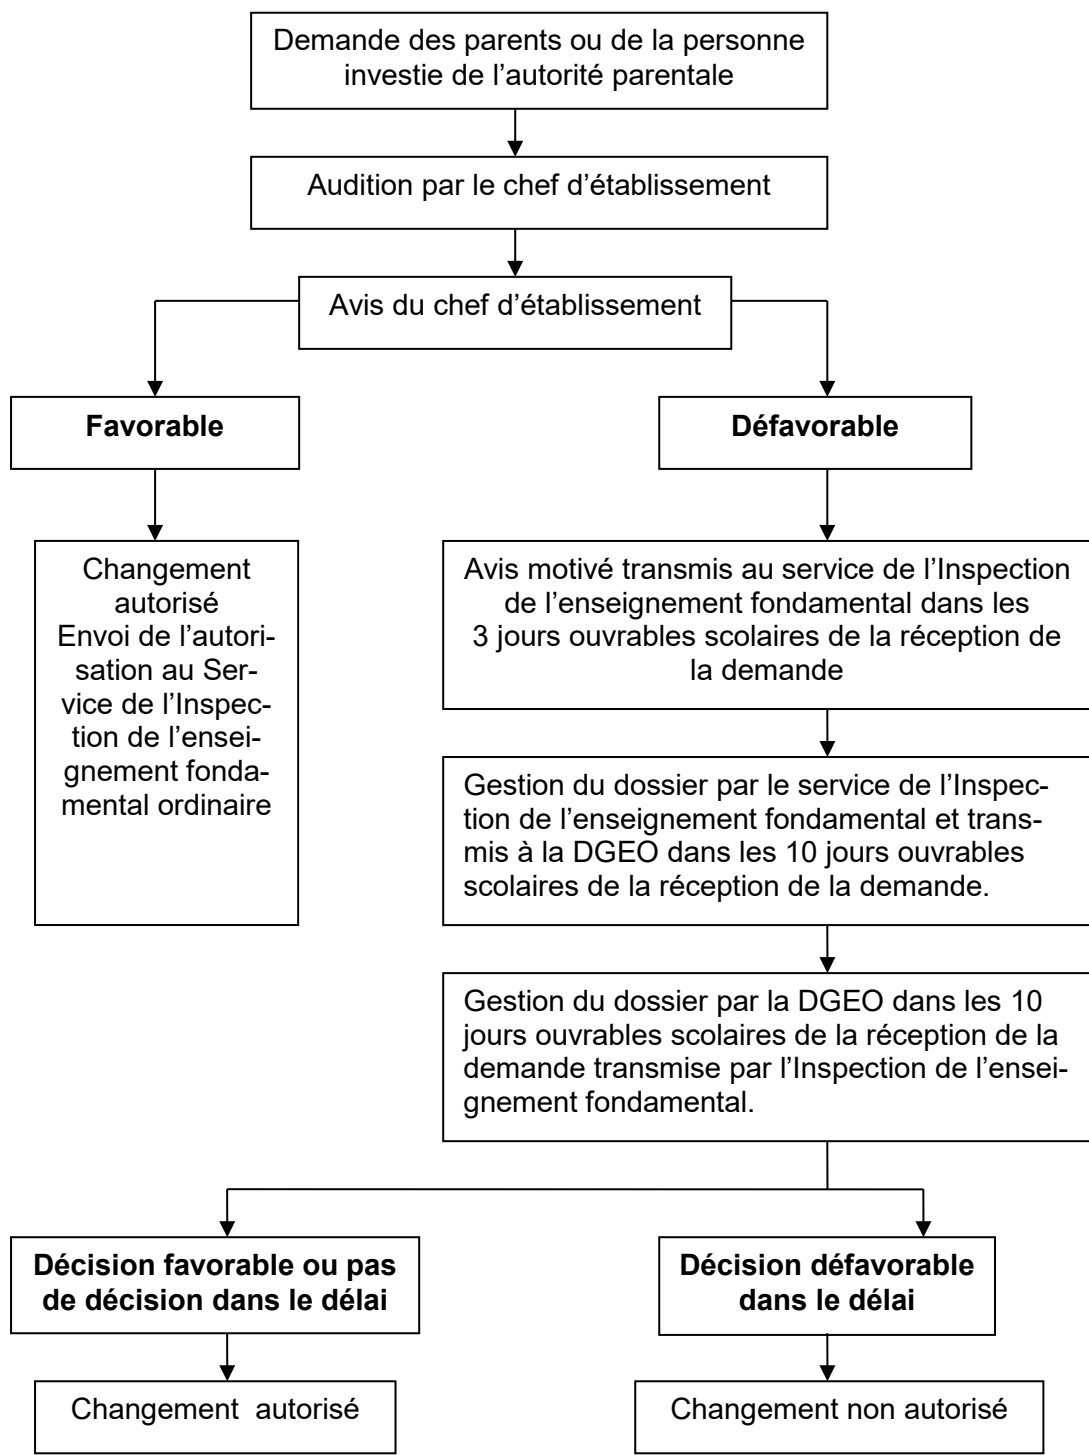 Demande des parents ou de la personne
investie de l’autorité parentale
Audition par le chef d’établissement
Avis du chef d’établissement
Favorable
Défavorable
Changement
autorisé
Envoi de l’autori-
sation au Ser-
vice de l’Inspec-
tion de l’ensei-
gnement fonda-
mental ordinaire
Avis motivé transmis au service de l’Inspection
de l’enseignement fondamental dans les
3 jours ouvrables scolaires de la réception de
la demande
Gestion du dossier par le service de l’Inspec-
tion de l’enseignement fondamental et trans-
mis à la DGEO dans les 10 jours ouvrables
scolaires de la réception de la demande.
Gestion du dossier par la DGEO dans les 10
jours ouvrables scolaires de la réception de la
demande transmise par l’Inspection de l’ensei-
gnement fondamental.
Décision favorable ou pas
de décision dans le délai
Décision défavorable
dans le délai
Changement autorisé
Changement non autorisé